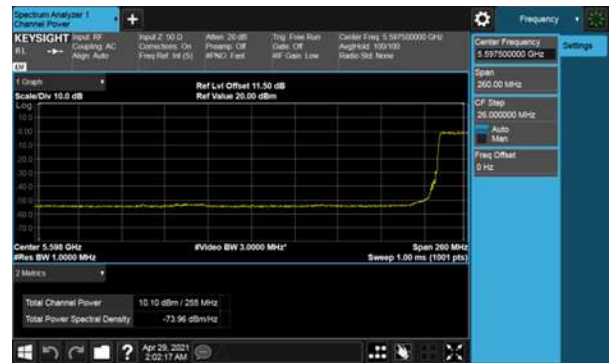 Spectrum Analyzer 1
Channel Power
+
Frequency
KEYSIGHT
Input: RF
Coupling: AC
Align: Auto
Input Z: 50 Ω
Corrections: On
Freq Ref: Int (S)
Atten: 20 dB
Preamp: Off
#PNO: Fast
Trig: Free Run
Gate: Off
#IF Gain: Low
Center Freq: 5.597500000 GHz
Avg|Hold: 100/100
Radio Std: None
RL
Center Frequency
5.597500000 GHz
Settings
Span
260.00 MHz
CF Step
26.000000 MHz
Auto
Man
Freq Offset
0 Hz
1 Graph
Scale/Div 10.0 dB
Ref Lvl Offset 11.50 dB
Ref Value 20.00 dBm
Log
10.0
0.00
-10.0
-20.0
-30.0
-40.0
-50.0
-60.0
-70.0
Center 5.598 GHz
#Video BW 3.0000 MHz*
Span 260 MHz
#Res BW 1.0000 MHz
Sweep 1.00 ms (1001 pts)
2 Metrics
Total Channel Power 10.10 dBm / 255 MHz
Total Power Spectral Density -73.96 dBm/Hz
?
Apr 29, 2021
2:02:17 AM